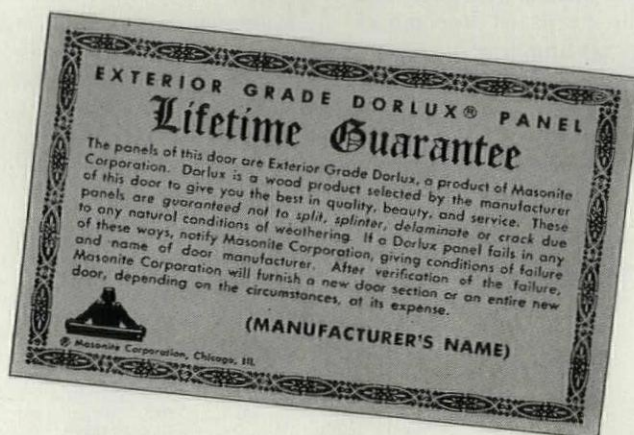 EXTERIOR GRADE DORLUX® PANEL
Lifetime Guarantee
The panels of this door are Exterior Grade Dorlux, a product of Masonite
Corporation. Dorlux is a wood product selected by the manufacturer
of this door to give you the best in quality, beauty, and service. These
panels are guaranteed not to split, splinter, delaminate or crack due
to any natural conditions of weathering. If a Dorlux panel fails in any
of these ways, notify Masonite Corporation, giving conditions of failure
and name of door manufacturer. After verification of the failure,
Masonite Corporation will furnish a new door section or an entire new
door, depending on the circumstances, at its expense.
(MANUFACTURER'S NAME)
® Masonite Corporation, Chicago, Ill.